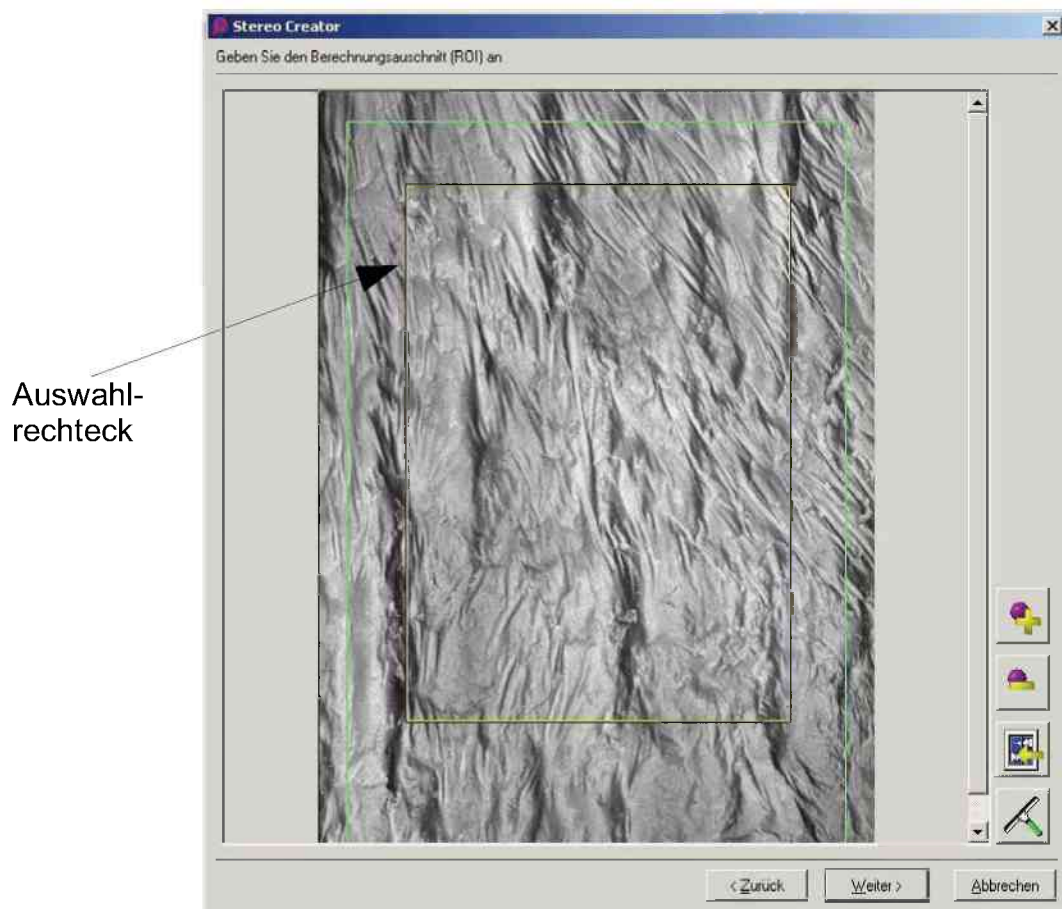 Stereo Creator
Geben Sie den Berechnungsauschnitt (ROI) an
Auswahl-
rechteck
< Zurück
Weiter >
Abbrechen